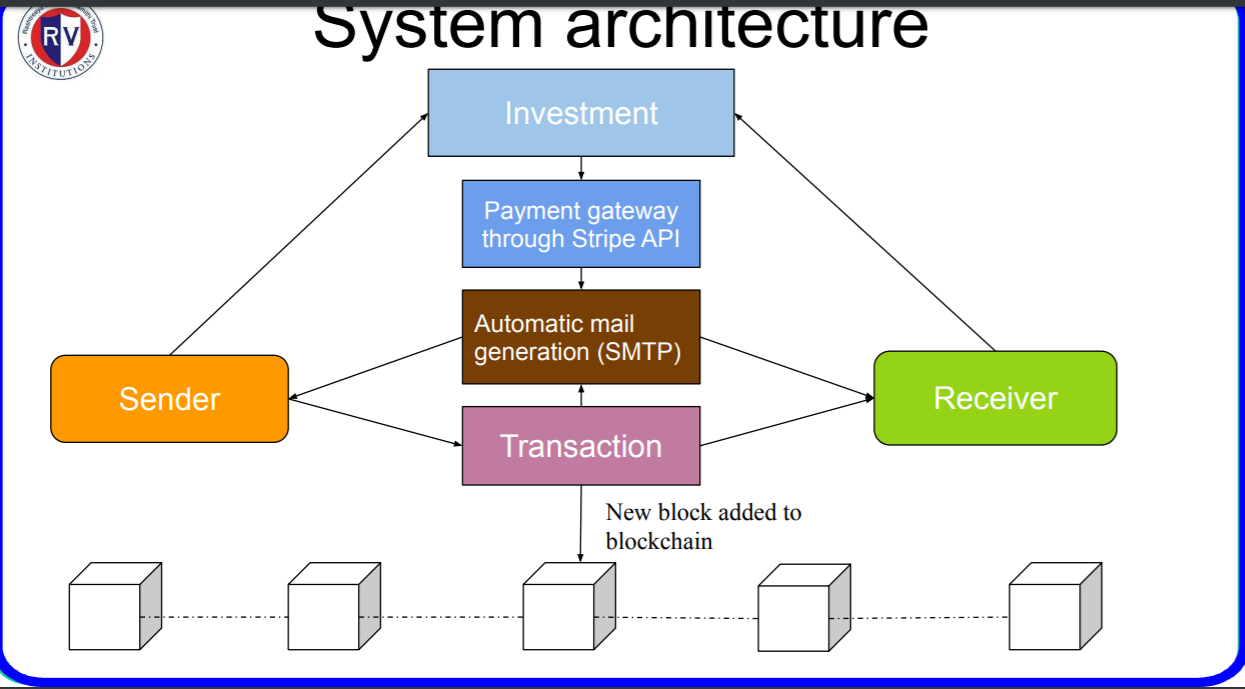 System architecture
RV
INSTITUTIONS
Investment
Payment gateway
through Stripe API
Automatic mail
generation (SMTP)
Sender
Receiver
Transaction
New block added to
blockchain